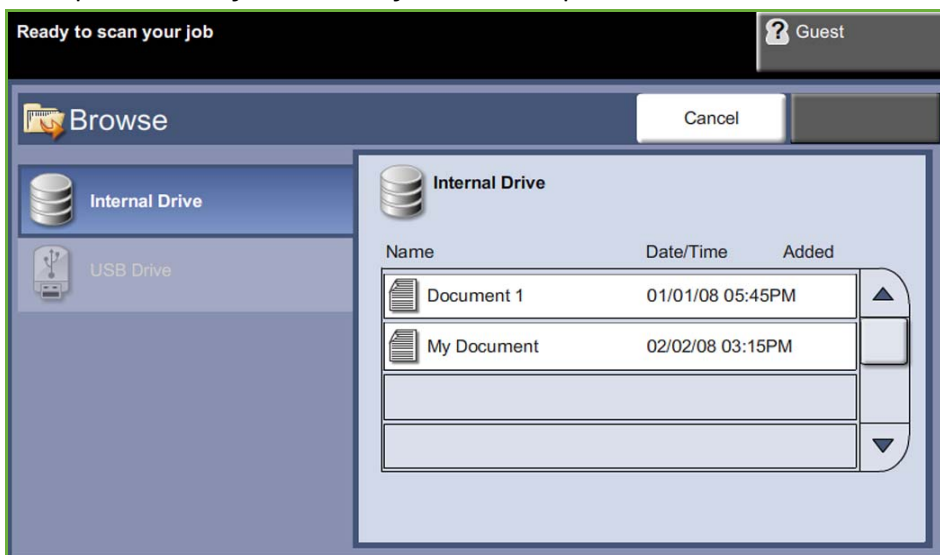 Ready to scan your job
Guest
Browse
Cancel
Internal Drive
USB Drive
Internal Drive
Name Date/Time Added
Document 1 01/01/08 05:45PM
My Document 02/02/08 03:15PM